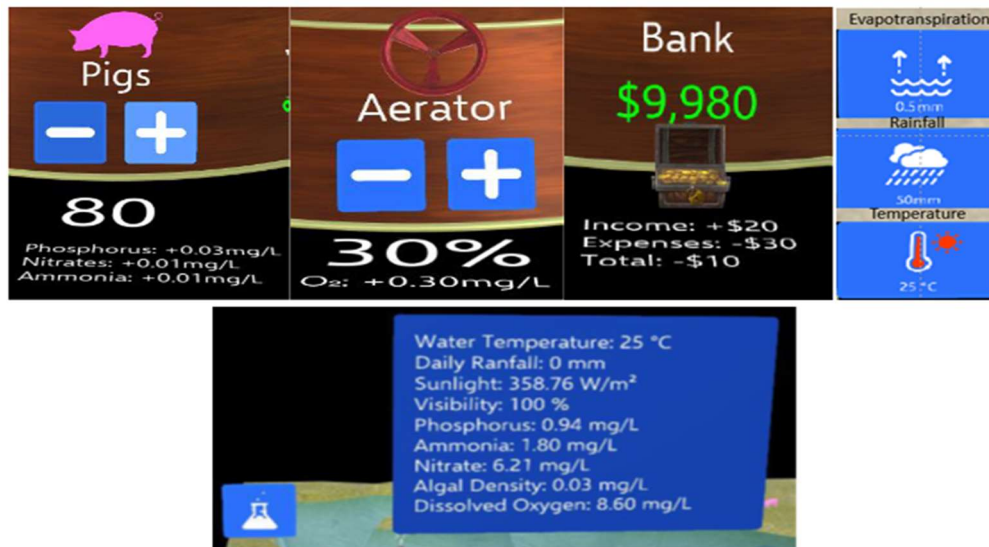 Pigs
80
Phosphorus: +0.03mg/L
Nitrates: +0.01mg/L
Ammonia: +0.01mg/L
Aerator
30%
O₂: +0.30mg/L
Bank
$9,980
Income: +$20
Expenses: -$30
Total: -$10
Evapotranspiration
0.5mm
Rainfall
50mm
Temperature
25 °C
Water Temperature: 25 °C
Daily Ranfall: 0 mm
Sunlight: 358.76 W/m²
Visibility: 100 %
Phosphorus: 0.94 mg/L
Ammonia: 1.80 mg/L
Nitrate: 6.21 mg/L
Algal Density: 0.03 mg/L
Dissolved Oxygen: 8.60 mg/L